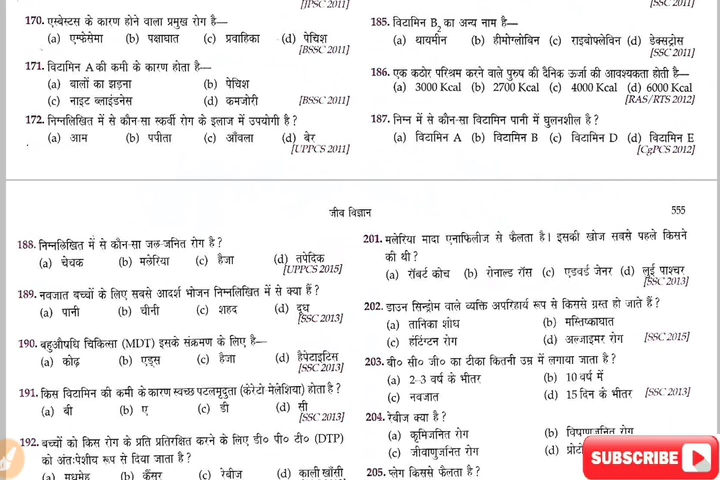 [JPSC 2011]
170. एस्बेस्टस के कारण होने वाला प्रमुख रोग है—
(a) एम्फेसेमा (b) पक्षाघात (c) प्रवाहिका (d) पेचिश
[BSSC 2011]
171. विटामिन A की कमी के कारण होता है—
(a) बालों का झड़ना (b) पेचिश
(c) नाइट ब्लाइंडनेस (d) कमजोरी [BSSC 2011]
172. निम्नलिखित में से कौन-सा स्कर्वी रोग के इलाज में उपयोगी है ?
(a) आम (b) पपीता (c) आँवला (d) बेर
[UPPCS 2011]
[SSC 2011]
185. विटामिन B2 का अन्य नाम है—
(a) थायमीन (b) हीमोग्लोबिन (c) राइबोफ्लेविन (d) डेक्सट्रोस
[SSC 2011]
186. एक कठोर परिश्रम करने वाले पुरुष की दैनिक ऊर्जा की आवश्यकता होती है—
(a) 3000 Kcal (b) 2700 Kcal (c) 4000 Kcal (d) 6000 Kcal
[RAS/RTS 2012]
187. निम्न में से कौन-सा विटामिन पानी में घुलनशील है ?
(a) विटामिन A (b) विटामिन B (c) विटामिन D (d) विटामिन E
[CgPCS 2012]
जीव विज्ञान 555
188. निम्नलिखित में से कौन-सा जल-जनित रोग है ?
(a) चेचक (b) मलेरिया (c) हैजा (d) तपेदिक
[UPPCS 2015]
189. नवजात बच्चों के लिए सबसे आदर्श भोजन निम्नलिखित में से क्या हैं ?
(a) पानी (b) चीनी (c) शहद (d) दूध
[SSC 2013]
190. बहुऔषधि चिकित्सा (MDT) इसके संक्रमण के लिए है—
(a) कोढ़ (b) एड्स (c) हैजा (d) हैपेटाइटिस
[SSC 2013]
191. किस विटामिन की कमी के कारण स्वच्छ पटलमृदुता (केरेटो मेलेशिया) होता है ?
(a) बी (b) ए (c) डी (d) सी
[SSC 2013]
192. बच्चों को किस रोग के प्रति प्रतिरक्षित करने के लिए डी० पी० टी० (DTP)
को अंतःपेशीय रूप से दिया जाता है ?
(a) मधुमेह (b) कैंसर (c) रेबीज (d) काली खाँसी
201. मलेरिया मादा एनाफिलीज से फैलता है। इसकी खोज सबसे पहले किसने
की थी ?
(a) रॉबर्ट कोच (b) रोनाल्ड रॉस (c) एडवर्ड जेनर (d) लुई पाश्चर
[SSC 2013]
202. डाउन सिन्ड्रोम वाले व्यक्ति अपरिहार्य रूप से किससे ग्रस्त हो जाते हैं ?
(a) तानिका शोथ (b) मस्तिष्काघात
(c) हंटिंग्टन रोग (d) अल्जाइमर रोग [SSC 2015]
203. बी० सी० जी० का टीका कितनी उम्र में लगाया जाता है ?
(a) 2–3 वर्ष के भीतर (b) 10 वर्ष में
(c) नवजात (d) 15 दिन के भीतर [SSC 2013]
204. रेबीज क्या है ?
(a) कृमिजनित रोग (b) विषाणुजनित रोग
(c) जीवाणुजनित रोग (d) प्रोटो
205. प्लेग किससे फैलता है ?
SUBSCRIBE